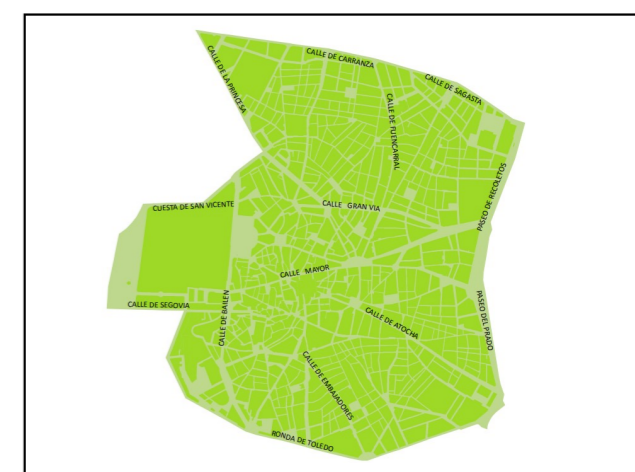 CALLE DE CARRANZA
CALLE DE LA PRINCESA
CALLE DE SAGASTA
CALLE DE FUENCARRAL
PASEO DE RECOLETOS
CUESTA DE SAN VICENTE
CALLE GRAN VIA
CALLE MAYOR
CALLE DE SEGOVIA
CALLE DE BAILEN
PASEO DEL PRADO
CALLE DE ATOCHA
CALLE DE EMBAJADORES
RONDA DE TOLEDO